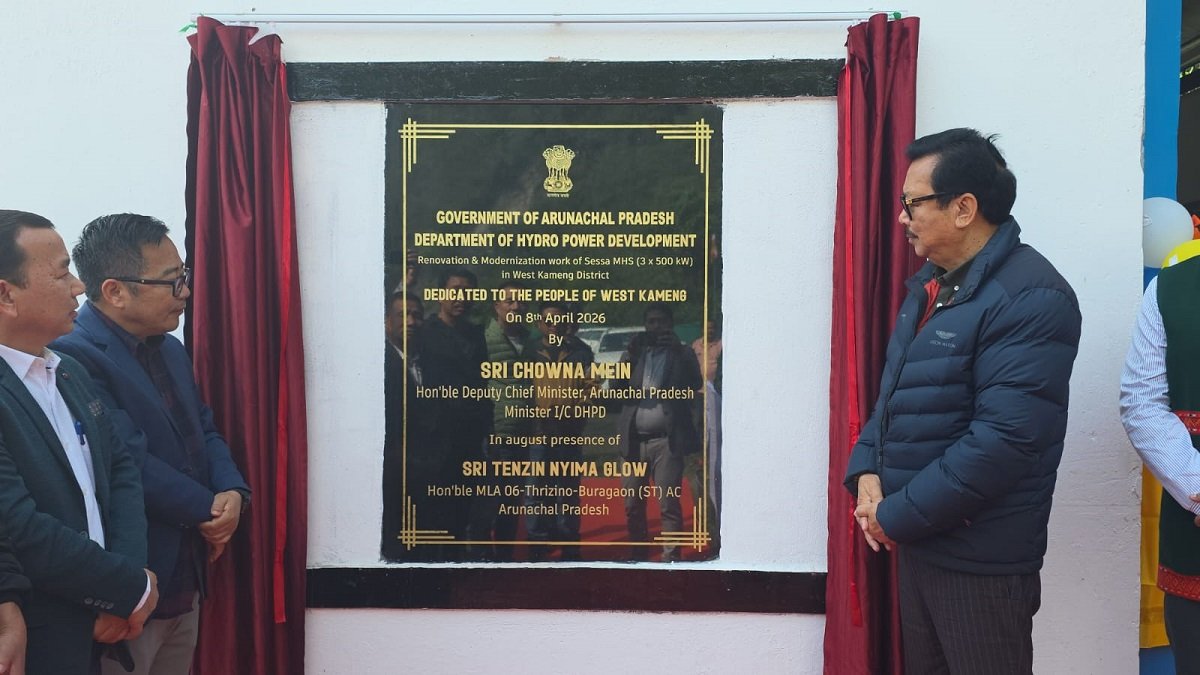 GOVERNMENT OF ARUNACHAL PRADESH
DEPARTMENT OF HYDRO POWER DEVELOPMENT
Renovation & Modernization work of Sessa MHS (3 x 500 kW)
in West Kameng District
DEDICATED TO THE PEOPLE OF WEST KAMENG
On 8th April 2026
By
SRI CHOWNA MEIN
Hon'ble Deputy Chief Minister, Arunachal Pradesh
Minister I/C DHPD
In august presence of
SRI TENZIN NYIMA GLOW
Hon'ble MLA 06-Thrizino-Buragaon (ST) AC
Arunachal Pradesh